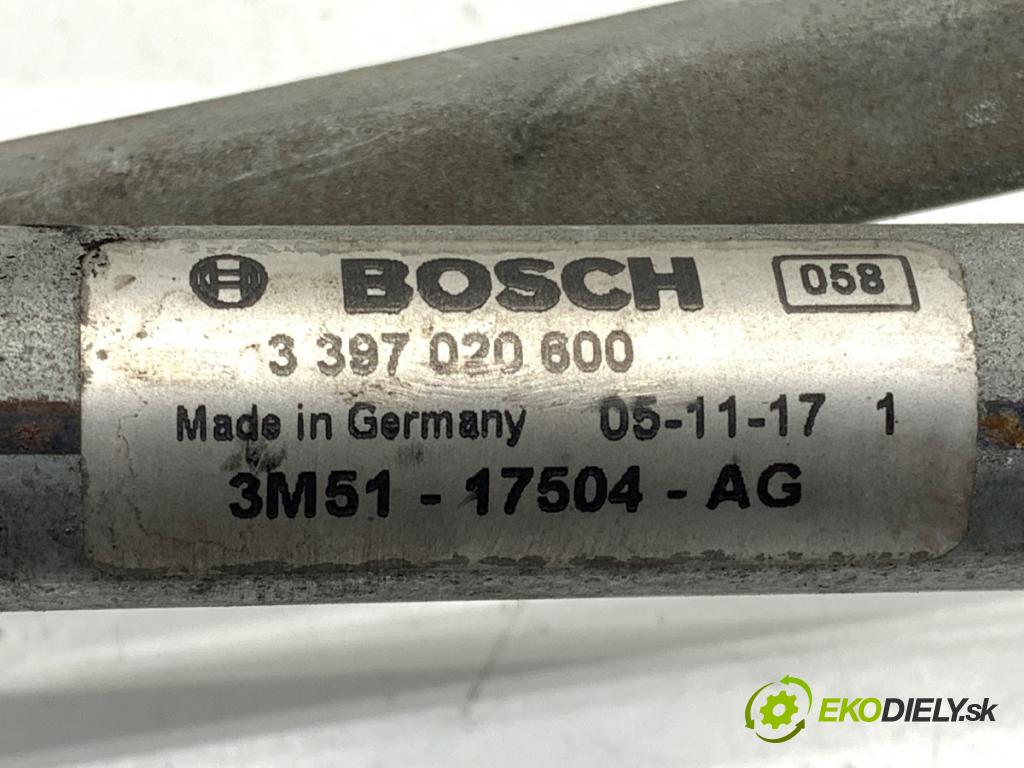 BOSCH 058
3 397 020 600
Made in Germany 05-11-17 1
3M51 - 17504 - AG
EKODIELY.sk